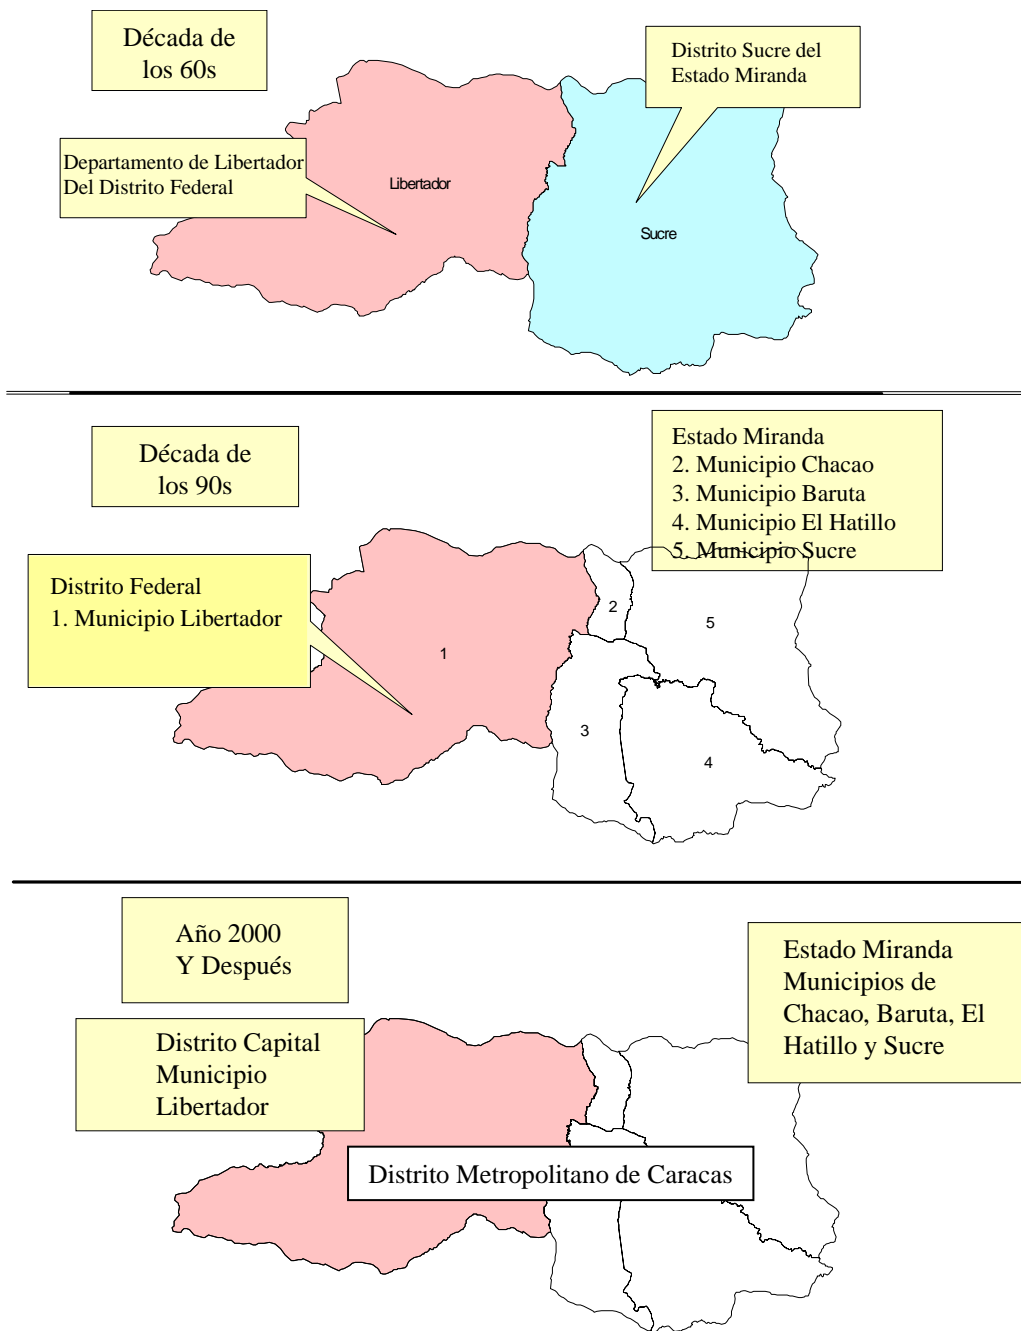 Década de
los 60s
Distrito Sucre del
Estado Miranda
Departamento de Libertador
Del Distrito Federal
Libertador
Sucre
Década de
los 90s
Estado Miranda
2. Municipio Chacao
3. Municipio Baruta
4. Municipio El Hatillo
5. Municipio Sucre
Distrito Federal
1. Municipio Libertador
2
5
1
3
4
Año 2000
Y Después
Estado Miranda
Municipios de
Chacao, Baruta, El
Hatillo y Sucre
Distrito Capital
Municipio
Libertador
Distrito Metropolitano de Caracas